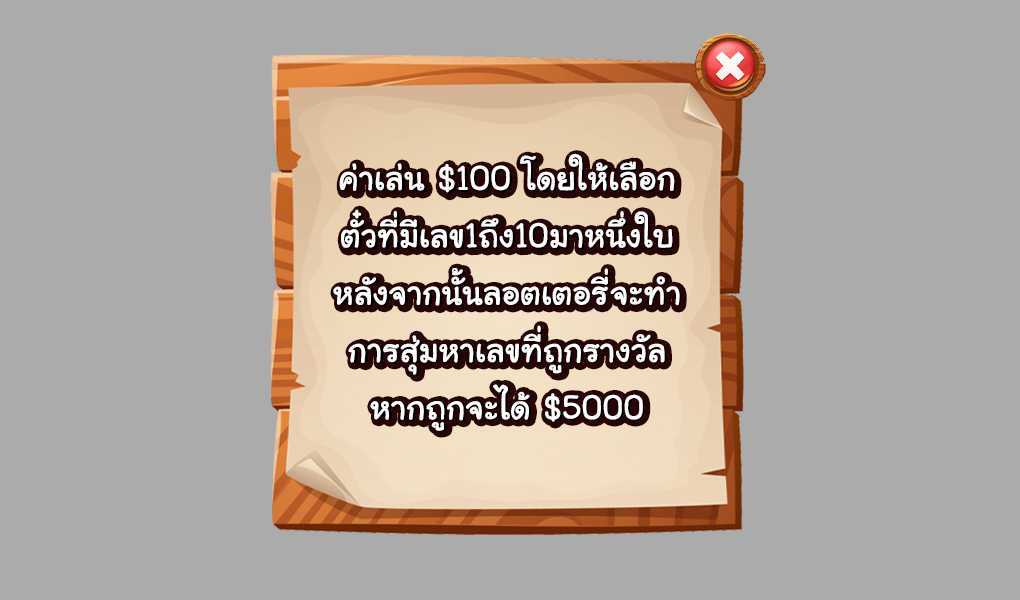 ค่าเล่น $100 โดยให้เลือก
ตั๋วที่มีเลข1ถึง10มาหนึ่งใบ
หลังจากนั้นลอตเตอรี่จะทำ
การสุ่มหาเลขที่ถูกรางวัล
หากถูกจะได้ $5000